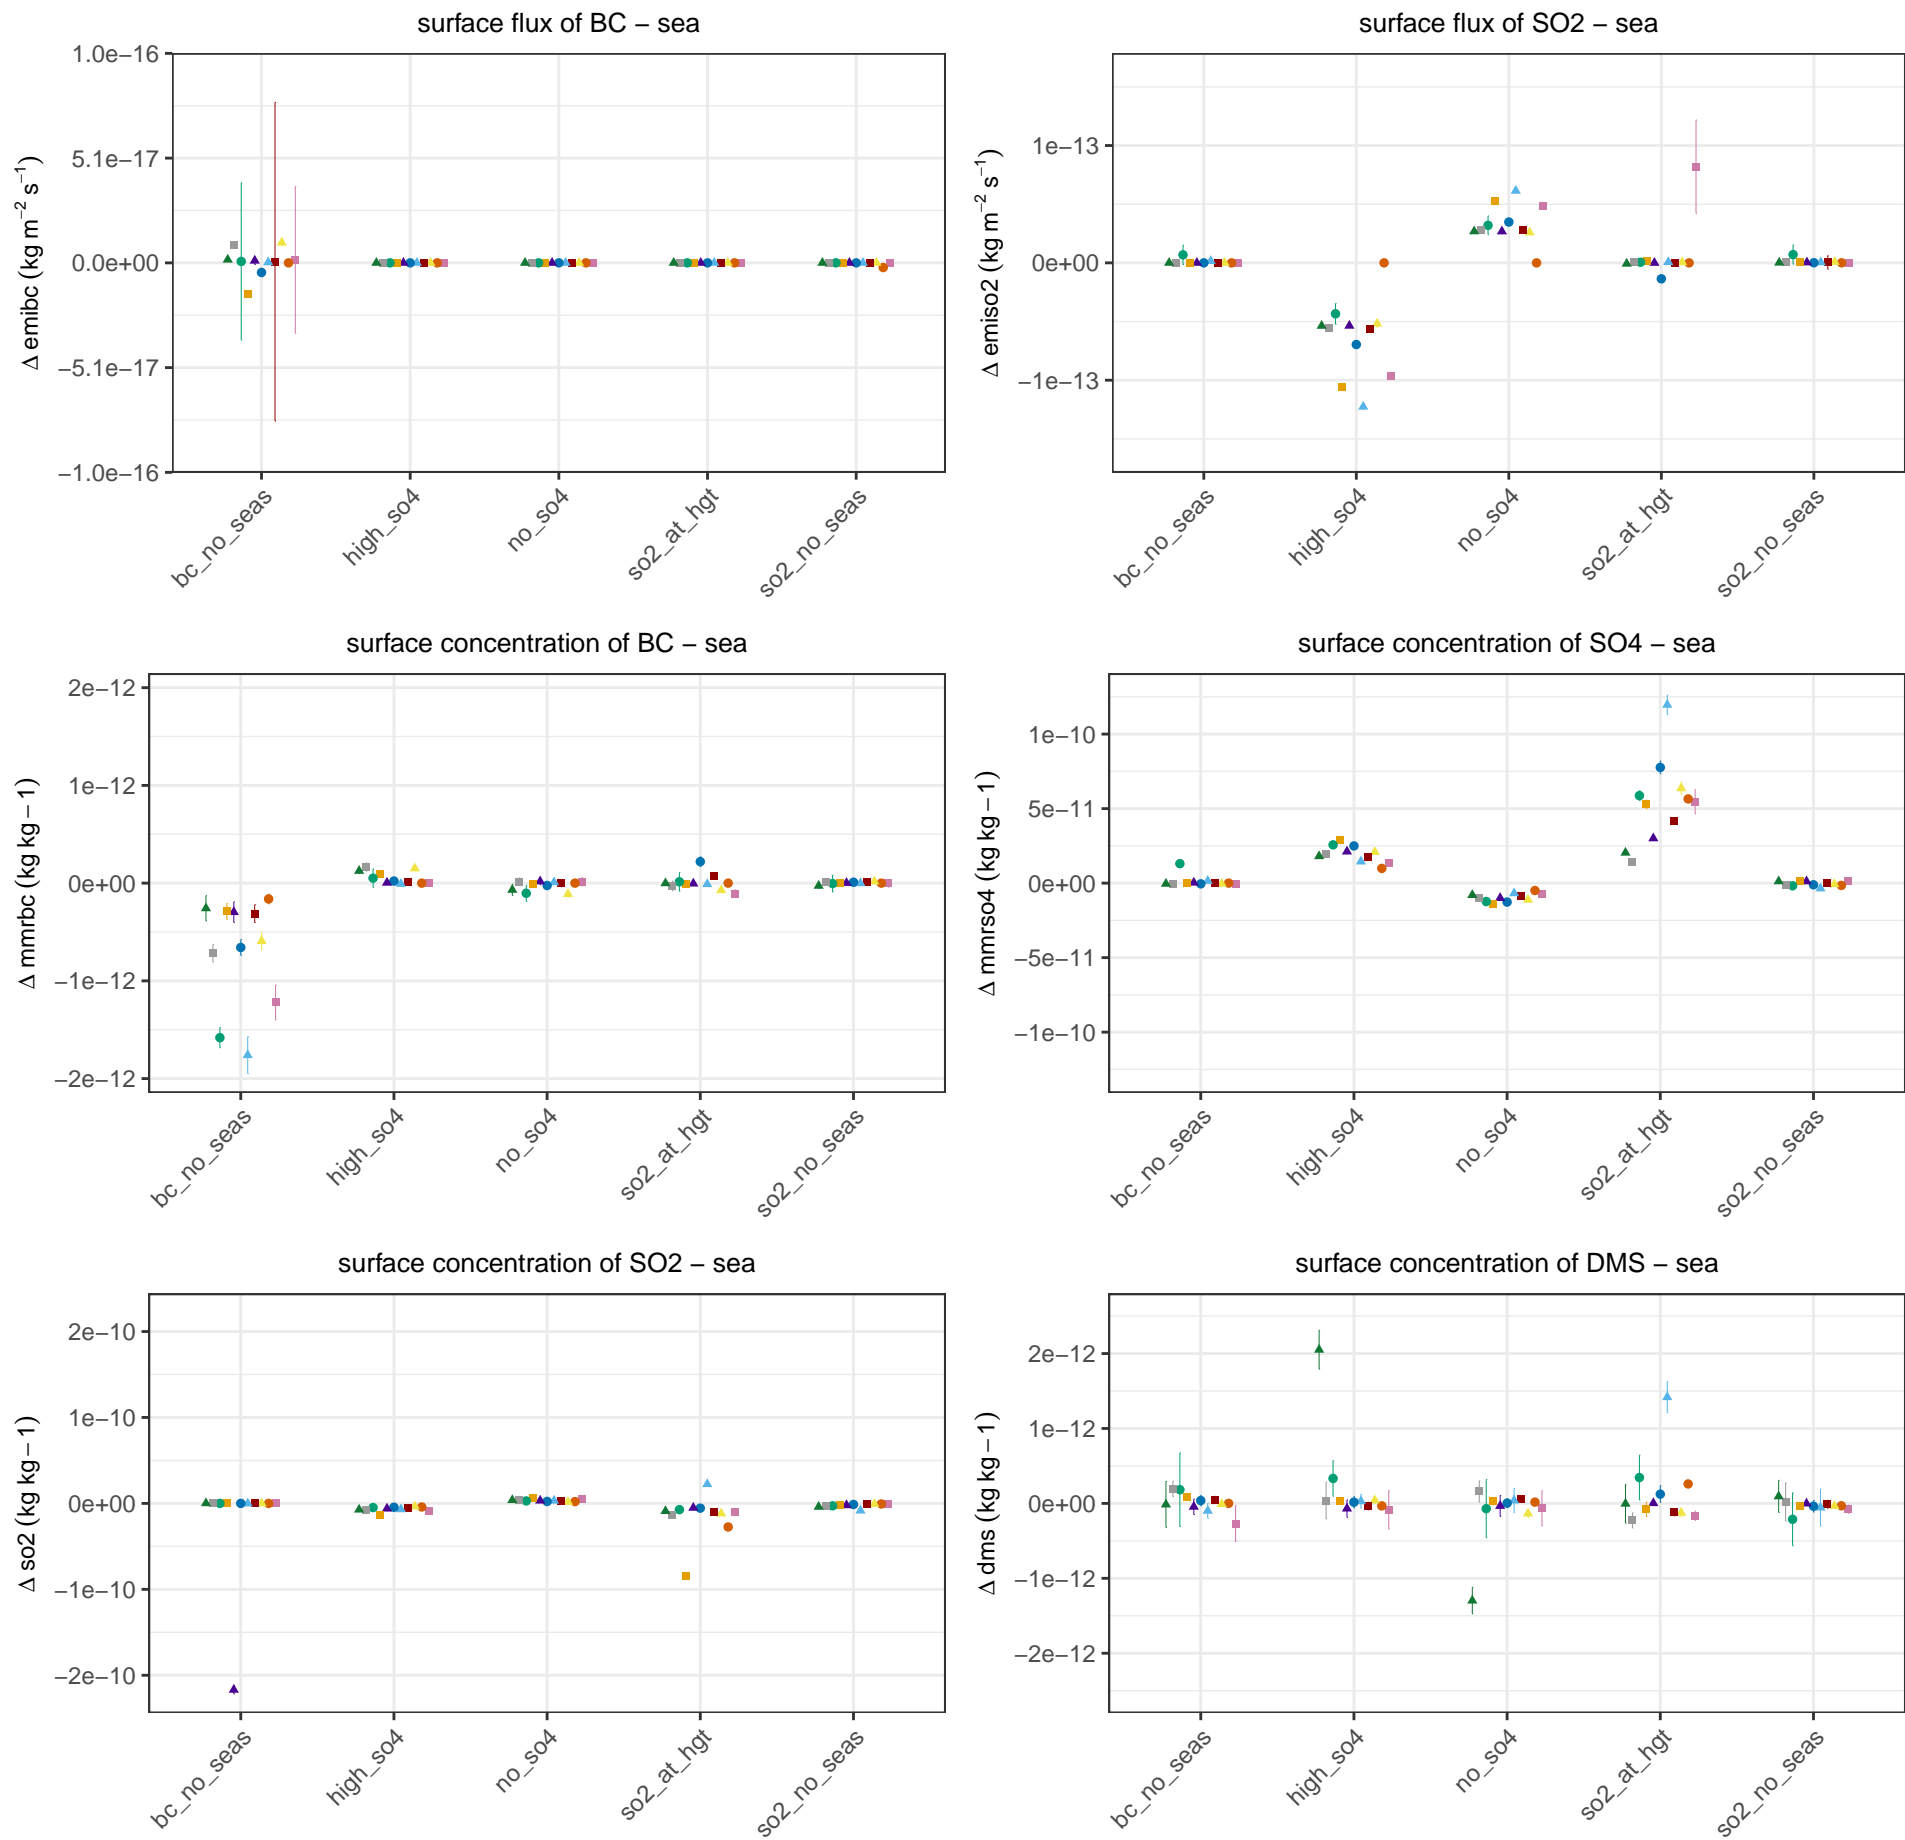 surface flux of BC – sea
Δ emibc (kg m⁻² s⁻¹)
1.0e−16
5.1e−17
0.0e+00
−5.1e−17
−1.0e−16
bc_no_seas
high_so4
no_so4
so2_at_hgt
so2_no_seas
surface flux of SO2 – sea
Δ emiso2 (kg m⁻² s⁻¹)
1e−13
0e+00
−1e−13
bc_no_seas
high_so4
no_so4
so2_at_hgt
so2_no_seas
surface concentration of BC – sea
Δ mmrbc (kg kg − 1)
2e−12
1e−12
0e+00
−1e−12
−2e−12
bc_no_seas
high_so4
no_so4
so2_at_hgt
so2_no_seas
surface concentration of SO4 – sea
Δ mmrso4 (kg kg − 1)
1e−10
5e−11
0e+00
−5e−11
−1e−10
bc_no_seas
high_so4
no_so4
so2_at_hgt
so2_no_seas
surface concentration of SO2 – sea
Δ so2 (kg kg − 1)
2e−10
1e−10
0e+00
−1e−10
−2e−10
bc_no_seas
high_so4
no_so4
so2_at_hgt
so2_no_seas
surface concentration of DMS – sea
Δ dms (kg kg − 1)
2e−12
1e−12
0e+00
−1e−12
−2e−12
bc_no_seas
high_so4
no_so4
so2_at_hgt
so2_no_seas